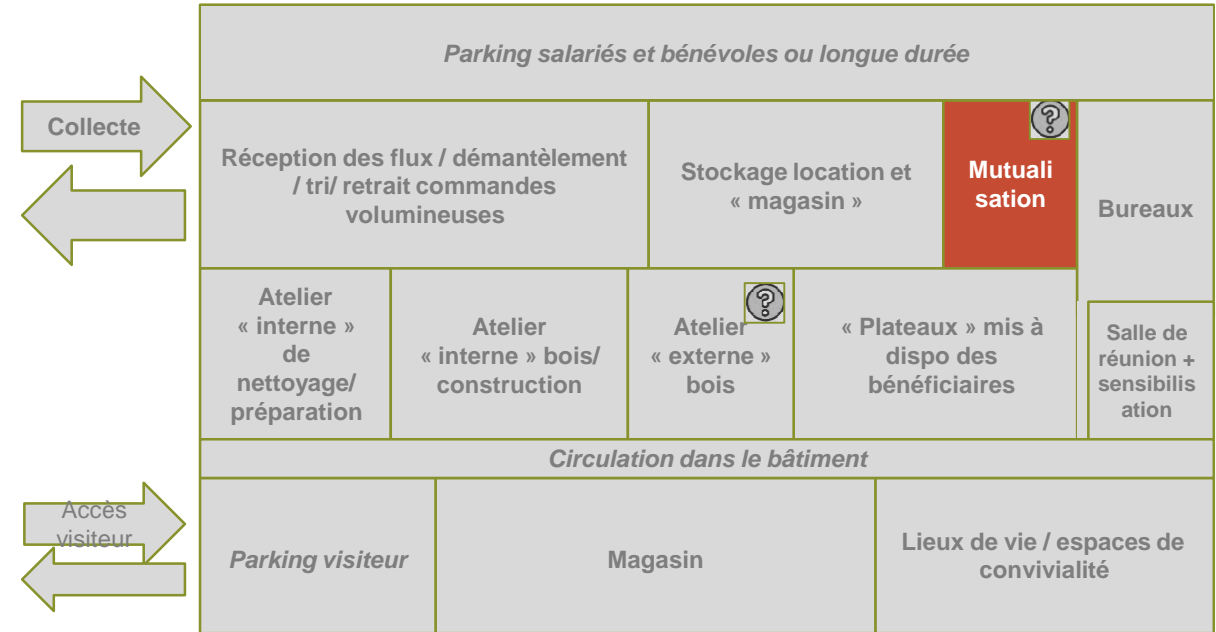 Parking salariés et bénévoles ou longue durée
Collecte
Réception des flux / démantèlement
/ tri/ retrait commandes
volumineuses
Stockage location et
« magasin »
?
Mutuali
sation
Bureaux
Atelier
« interne »
de
nettoyage/
préparation
Atelier
« interne » bois/
construction
?
Atelier
« externe »
bois
« Plateaux » mis à
dispo des
bénéficiaires
Salle de
réunion +
sensibilis
ation
Circulation dans le bâtiment
Accès
visiteur
Parking visiteur
Magasin
Lieux de vie / espaces de
convivialité